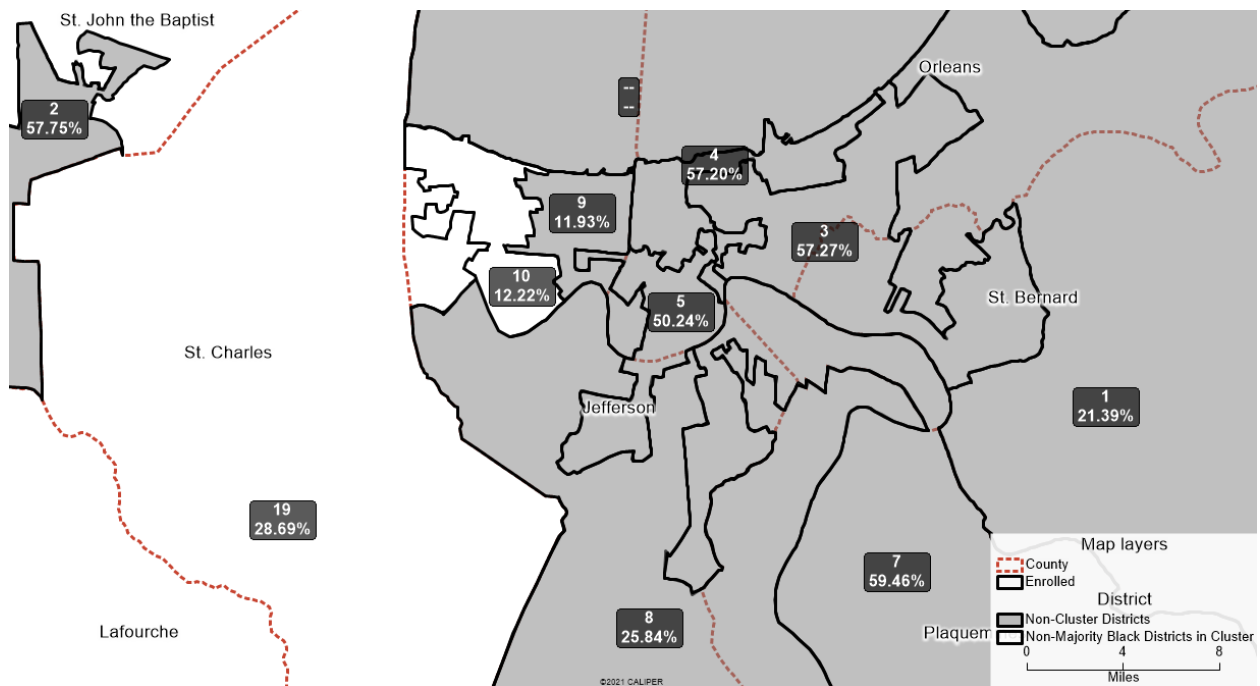 St. John the Baptist
Orleans
--
--
2
57.75%
4
57.20%
9
11.93%
3
57.27%
10
12.22%
5
50.24%
St. Bernard
St. Charles
1
21.39%
Jefferson
19
28.69%
Map layers
County
Enrolled
District
Non-Cluster Districts
Non-Majority Black Districts in Cluster
0 4 8
Miles
7
59.46%
8
25.84%
Lafourche
Plaquem
©2021 CALIPER